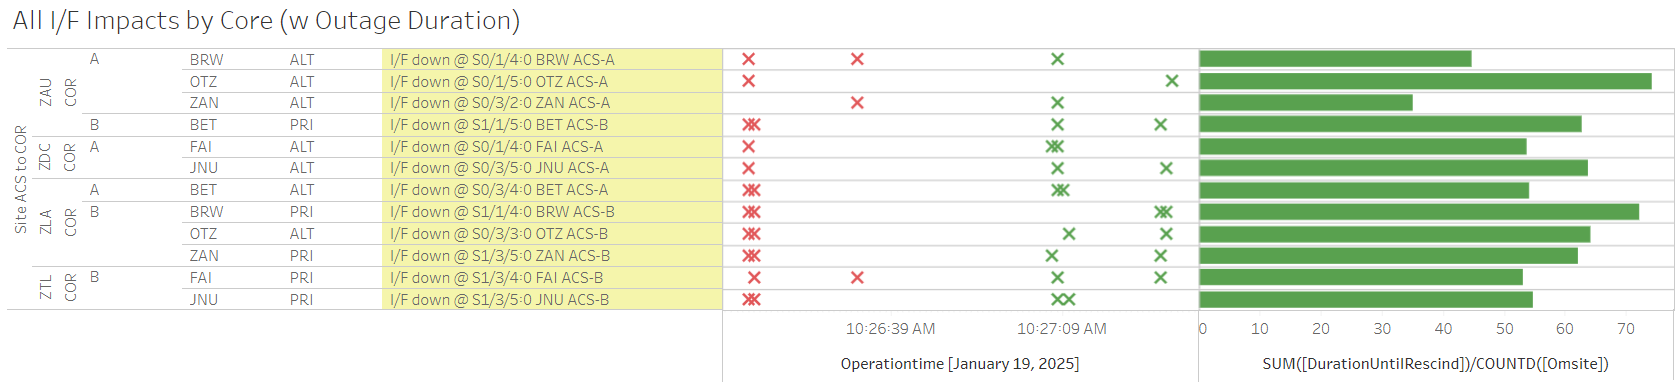 All I/F Impacts by Core (w Outage Duration)
Site ACS to COR
ZAU COR
A
BRW ALT I/F down @ S0/1/4:0 BRW ACS-A
OTZ ALT I/F down @ S0/1/5:0 OTZ ACS-A
ZAN ALT I/F down @ S0/3/2:0 ZAN ACS-A
B
BET PRI I/F down @ S1/1/5:0 BET ACS-B
ZDC COR
A
FAI ALT I/F down @ S0/1/4:0 FAI ACS-A
JNU ALT I/F down @ S0/3/5:0 JNU ACS-A
ZLA COR
A
BET ALT I/F down @ S0/3/4:0 BET ACS-A
B
BRW PRI I/F down @ S1/1/4:0 BRW ACS-B
OTZ ALT I/F down @ S0/3/3:0 OTZ ACS-B
ZAN PRI I/F down @ S1/3/5:0 ZAN ACS-B
ZTL COR
B
FAI PRI I/F down @ S1/3/4:0 FAI ACS-B
JNU PRI I/F down @ S1/3/5:0 JNU ACS-B
10:26:39 AM 10:27:09 AM
0 10 20 30 40 50 60 70
Operationtime [January 19, 2025]
SUM([DurationUntilRescind])/COUNTD([Omsite])